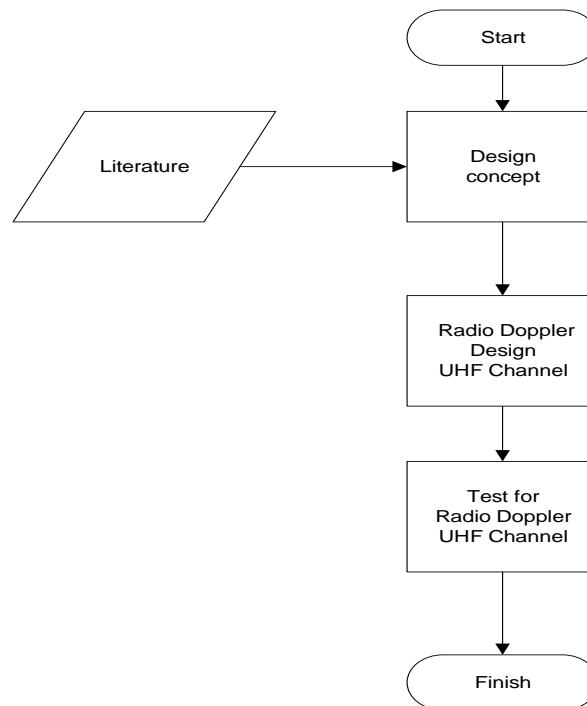 Start
Literature
Design
concept
Radio Doppler
Design
UHF Channel
Test for
Radio Doppler
UHF Channel
Finish